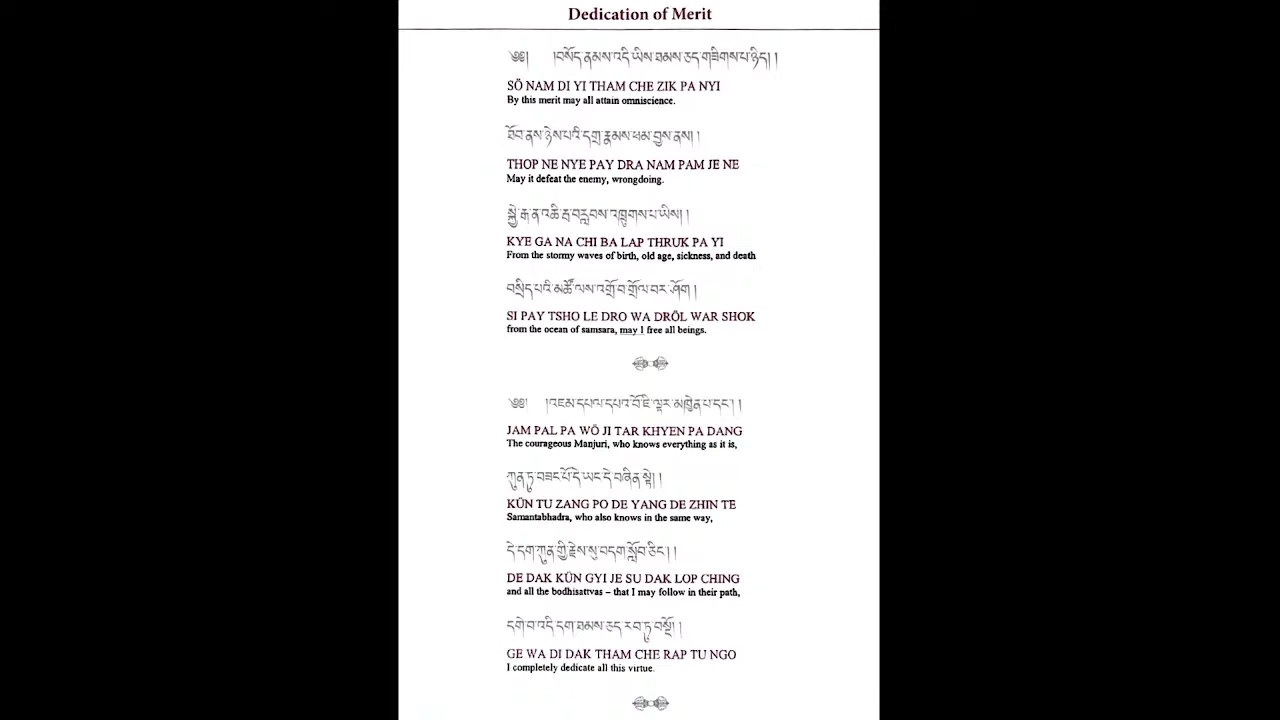 Dedication of Merit
༄༅། །བསོད་ནམས་འདི་ཡིས་ཐམས་ཅད་གཟིགས་པ་ཉིད། །
SÖ NAM DI YI THAM CHE ZIK PA NYI
By this merit may all attain omniscience.
ཐོབ་ནས་ཉེས་པའི་དགྲ་རྣམས་ཕམ་བྱས་ནས། །
THOP NE NYE PAY DRA NAM PAM JE NE
May it defeat the enemy, wrongdoing.
སྐྱེ་རྒ་ན་འཆི་རྦ་བརླབས་འཁྲུགས་པ་ཡིས། །
KYE GA NA CHI BA LAP THRUK PA YI
From the stormy waves of birth, old age, sickness, and death
བསྲིད་པའི་མཚོ་ལས་འགྲོ་བ་གྲོལ་བར་ཤོག །
SI PAY TSHO LE DRO WA DRÖL WAR SHOK
from the ocean of samsara, may I free all beings.
༄༅། །འཇམ་དཔལ་དཔའ་བོ་ཇི་ལྟར་མཁྱེན་པ་དང་། །
JAM PAL PA WÖ JI TAR KHYEN PA DANG
The courageous Manjuri, who knows everything as it is,
ཀུན་ཏུ་བཟང་པོ་དེ་ཡང་དེ་བཞིན་སྟེ། །
KÜN TU ZANG PO DE YANG DE ZHIN TE
Samantabhadra, who also knows in the same way,
དེ་དག་ཀུན་གྱི་རྗེས་སུ་བདག་སློབ་ཅིང་། །
DE DAK KÜN GYI JE SU DAK LOP CHING
and all the bodhisattvas – that I may follow in their path,
དགེ་བ་འདི་དག་ཐམས་ཅད་རབ་ཏུ་བསྔོ། །
GE WA DI DAK THAM CHE RAP TU NGO
I completely dedicate all this virtue.